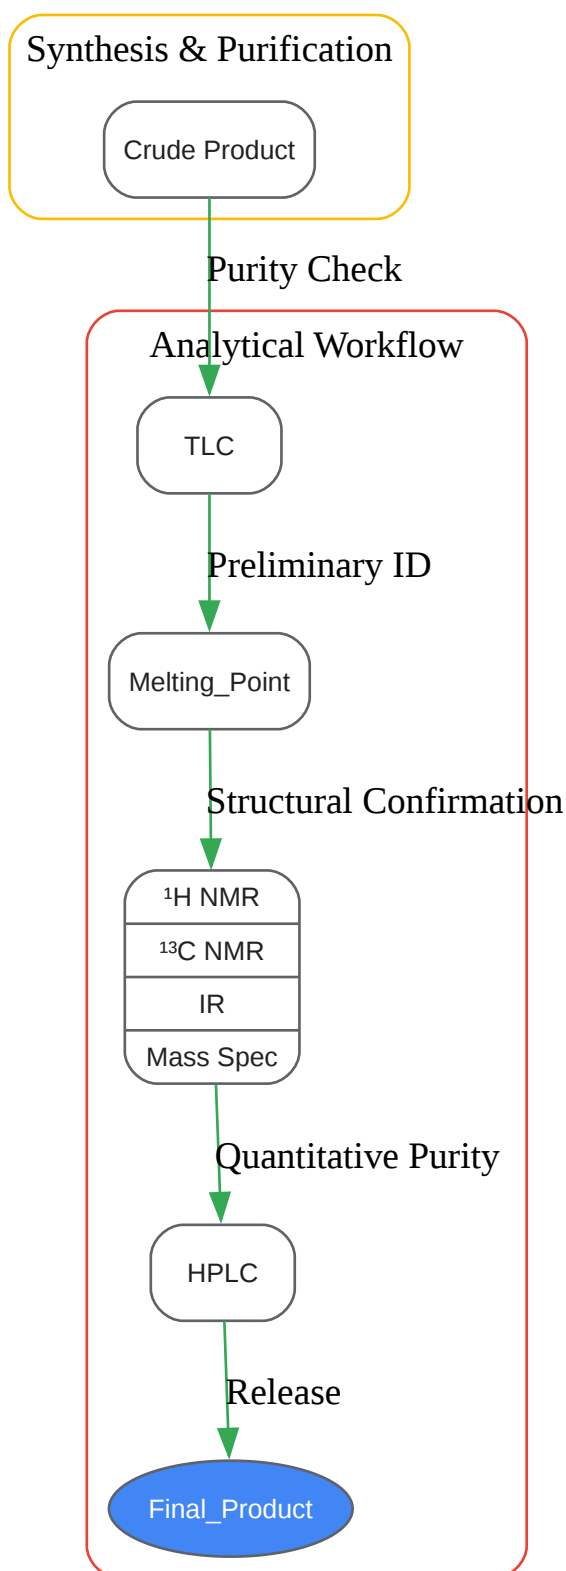 Synthesis & Purification
Crude Product
Purity Check
Analytical Workflow
TLC
Preliminary ID
Melting_Point
Structural Confirmation
¹H NMR
¹³C NMR
IR
Mass Spec
Quantitative Purity
HPLC
Release
Final_Product